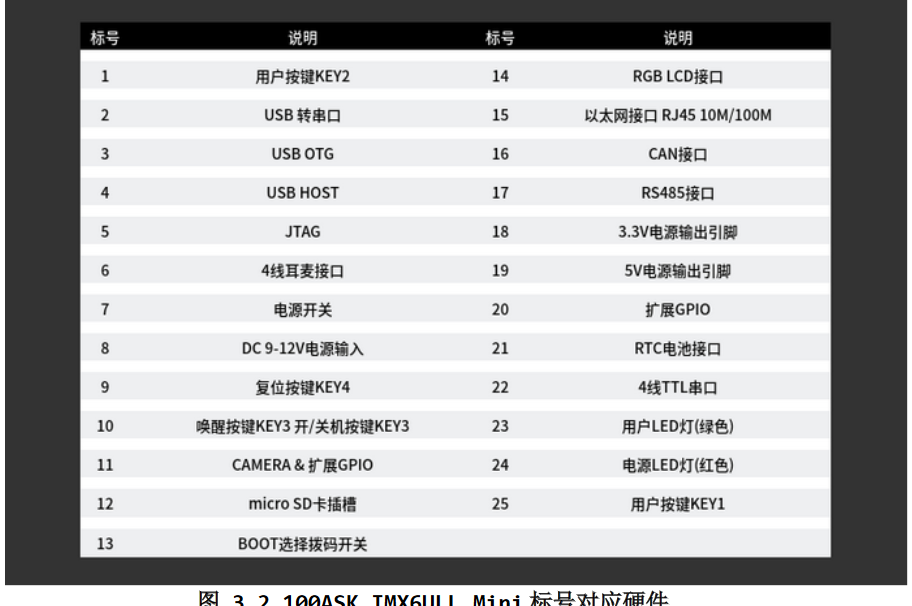 标号 说明 标号 说明
1 用户按键KEY2 14 RGB LCD接口
2 USB 转串口 15 以太网接口 RJ45 10M/100M
3 USB OTG 16 CAN接口
4 USB HOST 17 RS485接口
5 JTAG 18 3.3V电源输出引脚
6 4线耳麦接口 19 5V电源输出引脚
7 电源开关 20 扩展GPIO
8 DC 9-12V电源输入 21 RTC电池接口
9 复位按键KEY4 22 4线TTL串口
10 唤醒按键KEY3 开/关机按键KEY3 23 用户LED灯(绿色)
11 CAMERA & 扩展GPIO 24 电源LED灯(红色)
12 micro SD卡插槽 25 用户按键KEY1
13 BOOT选择拨码开关
图 3.2 100ASK IMX6ULL Mini 标号对应硬件